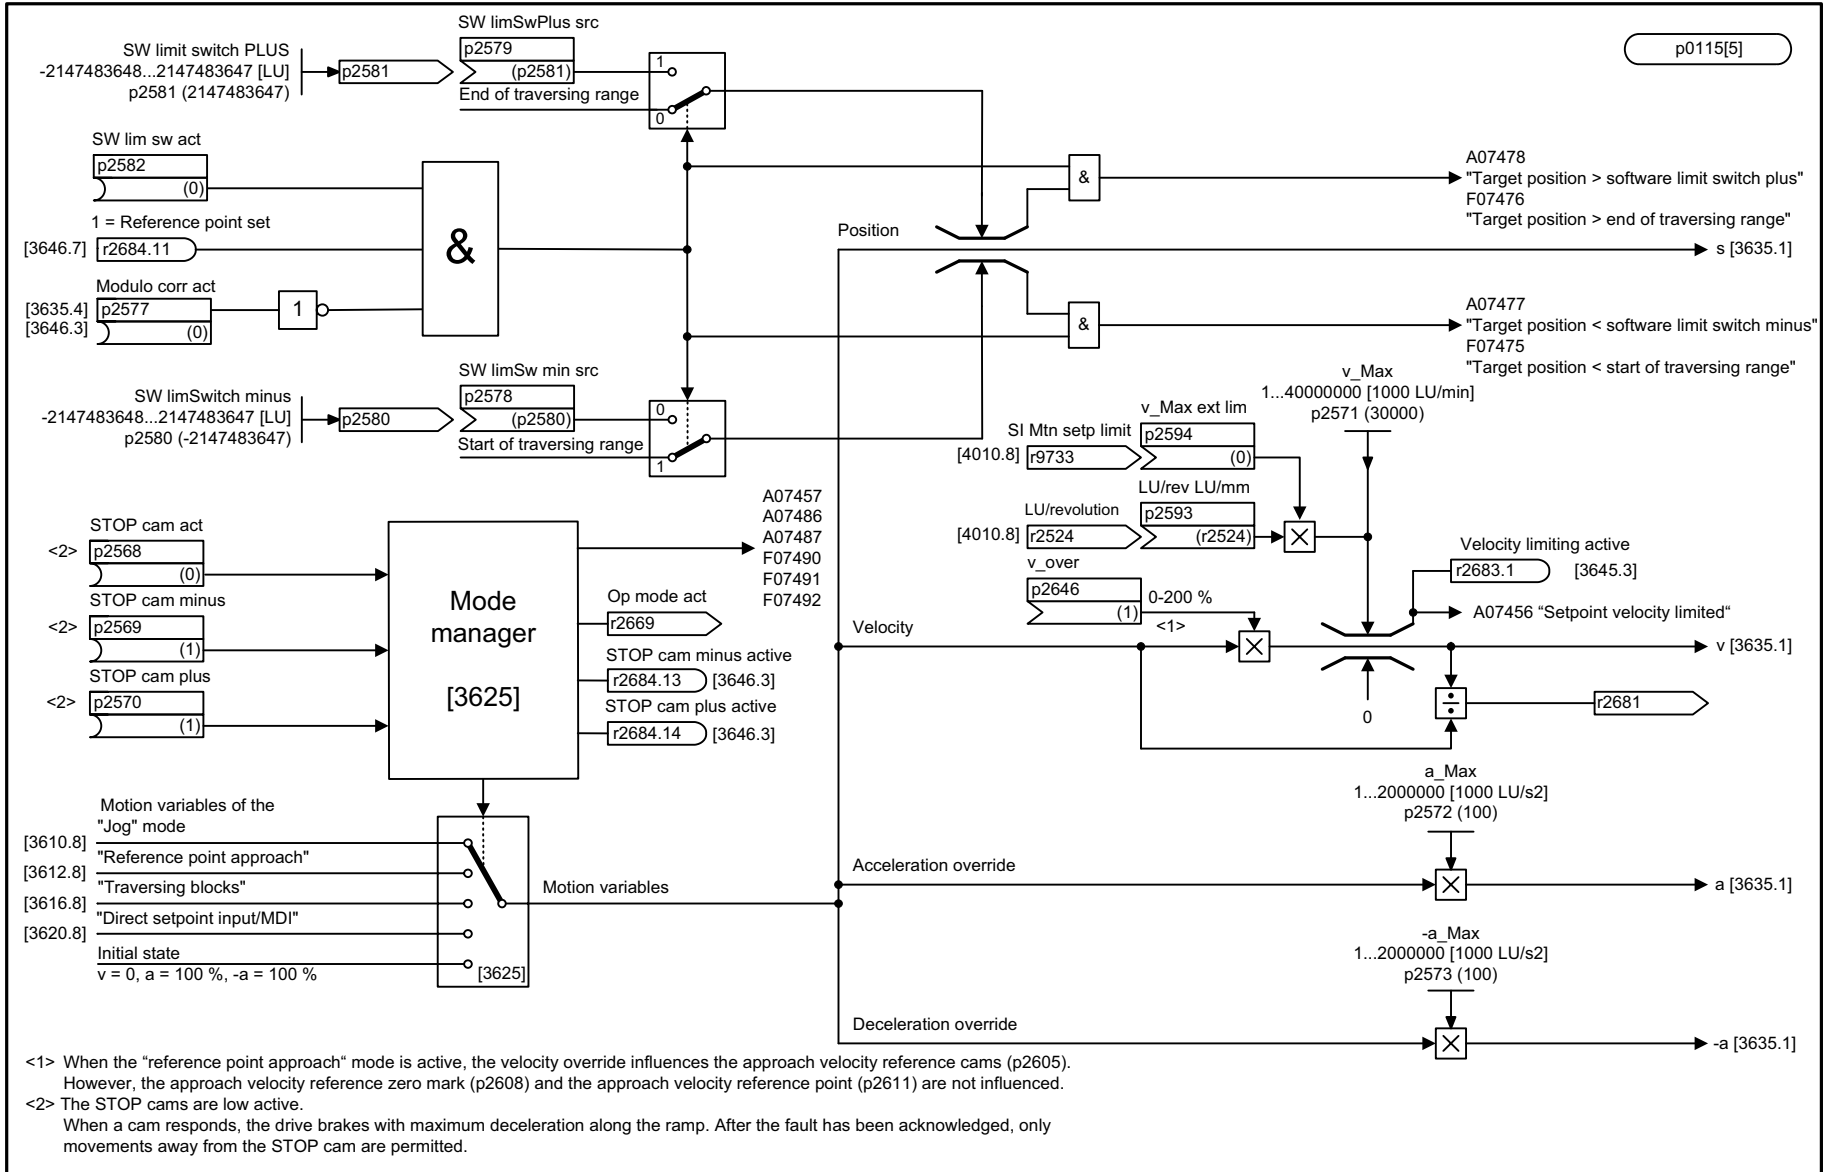 SW limSwPlus src
SW limit switch PLUS
-2147483648...2147483647 [LU]
p2581 (2147483647)
p2581
p2579
(p2581)
End of traversing range
1
0
p0115[5]
SW lim sw act
p2582
(0)
1 = Reference point set
[3646.7]
r2684.11
Modulo corr act
[3635.4]
[3646.3]
p2577
(0)
1
&
&
A07478
"Target position > software limit switch plus"
F07476
"Target position > end of traversing range"
Position
s [3635.1]
&
A07477
"Target position < software limit switch minus"
F07475
"Target position < start of traversing range"
SW limSw min src
SW limSwitch minus
-2147483648...2147483647 [LU]
p2580 (-2147483647)
p2580
p2578
(p2580)
Start of traversing range
0
1
v_Max
1...40000000 [1000 LU/min]
p2571 (30000)
v_Max ext lim
SI Mtn setp limit
[4010.8]
r9733
p2594
(0)
LU/rev LU/mm
LU/revolution
[4010.8]
r2524
p2593
(r2524)
v_over
p2646
(1)
0-200 %
<1>
Velocity limiting active
r2683.1
[3645.3]
A07456 “Setpoint velocity limited“
Velocity
v [3635.1]
0
r2681
STOP cam act
<2>
p2568
(0)
STOP cam minus
<2>
p2569
(1)
STOP cam plus
<2>
p2570
(1)
Mode
manager
[3625]
A07457
A07486
A07487
F07490
F07491
F07492
Op mode act
r2669
STOP cam minus active
r2684.13
[3646.3]
STOP cam plus active
r2684.14
[3646.3]
Motion variables of the
"Jog" mode
[3610.8]
"Reference point approach"
[3612.8]
"Traversing blocks"
[3616.8]
"Direct setpoint input/MDI"
[3620.8]
Initial state
v = 0, a = 100 %, -a = 100 %
[3625]
Motion variables
a_Max
1...2000000 [1000 LU/s2]
p2572 (100)
Acceleration override
a [3635.1]
-a_Max
1...2000000 [1000 LU/s2]
p2573 (100)
Deceleration override
-a [3635.1]
<1> When the “reference point approach“ mode is active, the velocity override influences the approach velocity reference cams (p2605).
However, the approach velocity reference zero mark (p2608) and the approach velocity reference point (p2611) are not influenced.
<2> The STOP cams are low active.
When a cam responds, the drive brakes with maximum deceleration along the ramp. After the fault has been acknowledged, only
movements away from the STOP cam are permitted.